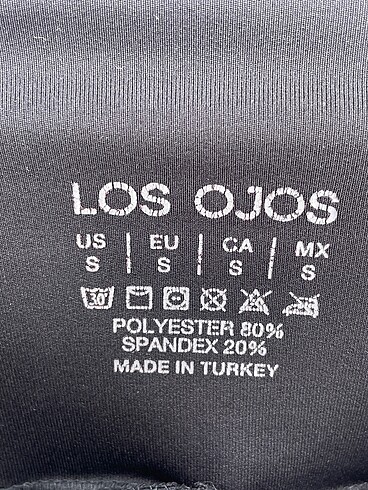 LOS OJOS
US | EU | CA | MX
S | S | S | S
30°
POLYESTER 80%
SPANDEX 20%
MADE IN TURKEY